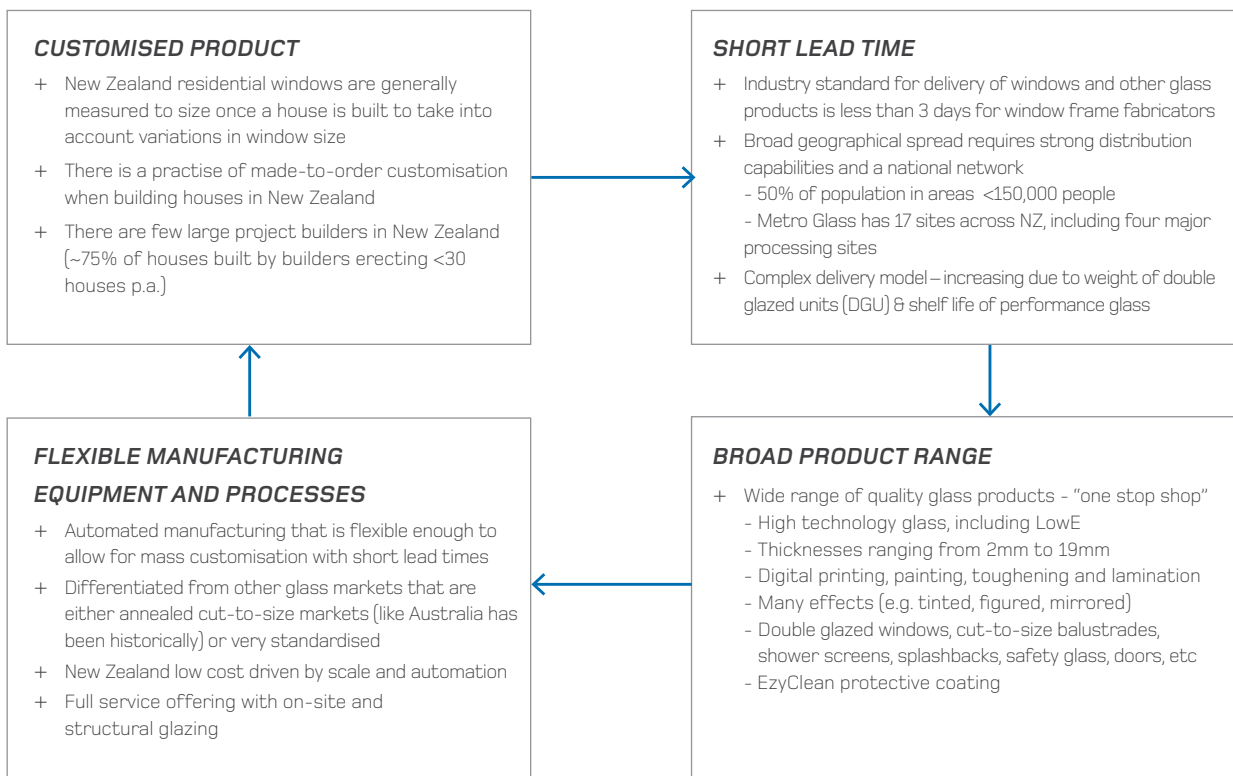 CUSTOMISED PRODUCT
+ New Zealand residential windows are generally
measured to size once a house is built to take into
account variations in window size
+ There is a practise of made-to-order customisation
when building houses in New Zealand
+ There are few large project builders in New Zealand
(~75% of houses built by builders erecting <30
houses p.a.)
SHORT LEAD TIME
+ Industry standard for delivery of windows and other glass
products is less than 3 days for window frame fabricators
+ Broad geographical spread requires strong distribution
capabilities and a national network
- 50% of population in areas <150,000 people
- Metro Glass has 17 sites across NZ, including four major
processing sites
+ Complex delivery model – increasing due to weight of double
glazed units (DGU) & shelf life of performance glass
FLEXIBLE MANUFACTURING
EQUIPMENT AND PROCESSES
+ Automated manufacturing that is flexible enough to
allow for mass customisation with short lead times
+ Differentiated from other glass markets that are
either annealed cut-to-size markets (like Australia has
been historically) or very standardised
+ New Zealand low cost driven by scale and automation
+ Full service offering with on-site and
structural glazing
BROAD PRODUCT RANGE
+ Wide range of quality glass products - “one stop shop”
- High technology glass, including LowE
- Thicknesses ranging from 2mm to 19mm
- Digital printing, painting, toughening and lamination
- Many effects (e.g. tinted, figured, mirrored)
- Double glazed windows, cut-to-size balustrades,
shower screens, splashbacks, safety glass, doors, etc
- EzyClean protective coating